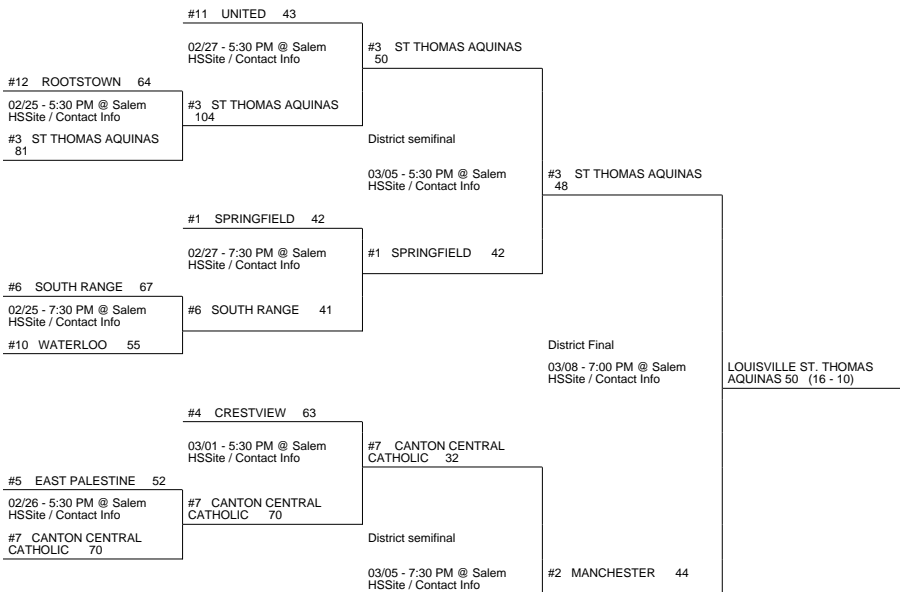 #11 UNITED 43
02/27 - 5:30 PM @ Salem
HSSite / Contact Info
#3 ST THOMAS AQUINAS
50
#12 ROOTSTOWN 64
02/25 - 5:30 PM @ Salem
HSSite / Contact Info
#3 ST THOMAS AQUINAS
104
#3 ST THOMAS AQUINAS
81
District semifinal
03/05 - 5:30 PM @ Salem
HSSite / Contact Info
#3 ST THOMAS AQUINAS
48
#1 SPRINGFIELD 42
02/27 - 7:30 PM @ Salem
HSSite / Contact Info
#1 SPRINGFIELD 42
#6 SOUTH RANGE 67
02/25 - 7:30 PM @ Salem
HSSite / Contact Info
#6 SOUTH RANGE 41
#10 WATERLOO 55
District Final
03/08 - 7:00 PM @ Salem
HSSite / Contact Info
LOUISVILLE ST. THOMAS
AQUINAS 50 (16 - 10)
#4 CRESTVIEW 63
03/01 - 5:30 PM @ Salem
HSSite / Contact Info
#7 CANTON CENTRAL
CATHOLIC 32
#5 EAST PALESTINE 52
02/26 - 5:30 PM @ Salem
HSSite / Contact Info
#7 CANTON CENTRAL
CATHOLIC 70
#7 CANTON CENTRAL
CATHOLIC 70
District semifinal
03/05 - 7:30 PM @ Salem
HSSite / Contact Info
#2 MANCHESTER 44